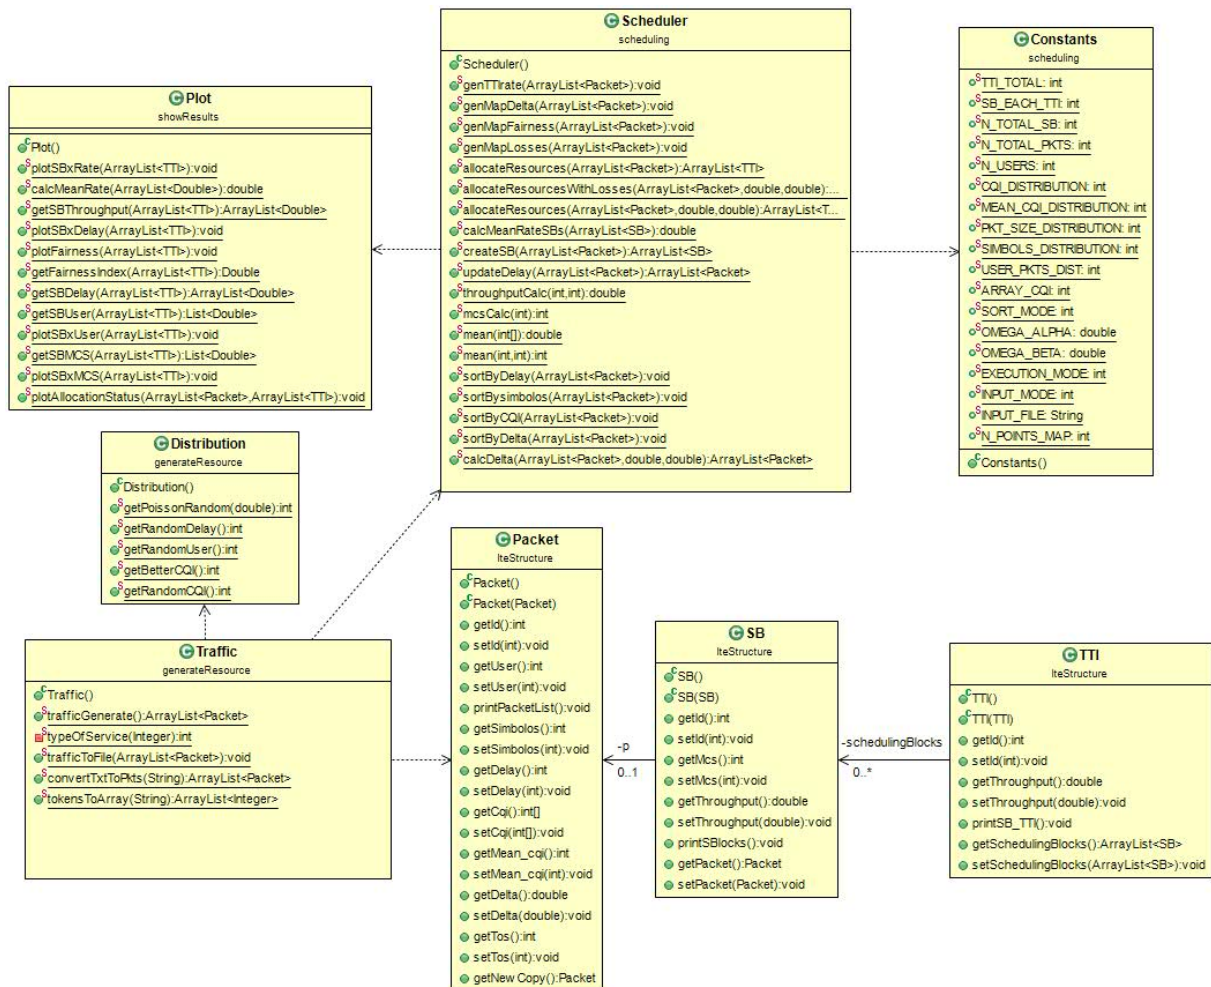 Scheduler
scheduling
Scheduler()
genTTIrate(ArrayList<Packet>):void
genMapDelta(ArrayList<Packet>):void
genMapFairness(ArrayList<Packet>):void
genMapLosses(ArrayList<Packet>):void
allocateResources(ArrayList<Packet>):ArrayList<TTI>
allocateResourcesWithLosses(ArrayList<Packet>,double,double):...
allocateResources(ArrayList<Packet>,double,double):ArrayList<T...
calcMeanRateSBs(ArrayList<SB>):double
createSB(ArrayList<Packet>):ArrayList<SB>
updateDelay(ArrayList<Packet>):ArrayList<Packet>
throughputCalc(int,int):double
mcsCalc(int):int
mean(int[]):double
mean(int,int):int
sortByDelay(ArrayList<Packet>):void
sortBysimbolos(ArrayList<Packet>):void
sortByCQI(ArrayList<Packet>):void
sortByDelta(ArrayList<Packet>):void
calcDelta(ArrayList<Packet>,double,double):ArrayList<Packet>
Constants
scheduling
TTI_TOTAL: int
SB_EACH_TTI: int
N_TOTAL_SB: int
N_TOTAL_PKTS: int
N_USERS: int
CQI_DISTRIBUTION: int
MEAN_CQI_DISTRIBUTION: int
PKT_SIZE_DISTRIBUTION: int
SIMBOLS_DISTRIBUTION: int
USER_PKTS_DIST: int
ARRAY_CQI: int
SORT_MODE: int
OMEGA_ALPHA: double
OMEGA_BETA: double
EXECUTION_MODE: int
INPUT_MODE: int
INPUT_FILE: String
N_POINTS_MAP: int
Constants()
Plot
showResults
Plot()
plotSBxRate(ArrayList<TTI>):void
calcMeanRate(ArrayList<Double>):double
getSBThroughput(ArrayList<TTI>):ArrayList<Double>
plotSBxDelay(ArrayList<TTI>):void
plotFairness(ArrayList<TTI>):void
getFairnessIndex(ArrayList<TTI>):Double
getSBDelay(ArrayList<TTI>):ArrayList<Double>
getSBUser(ArrayList<TTI>):List<Double>
plotSBxUser(ArrayList<TTI>):void
getSBMCS(ArrayList<TTI>):List<Double>
plotSBxMCS(ArrayList<TTI>):void
plotAllocationStatus(ArrayList<Packet>,ArrayList<TTI>):void
Distribution
generateResource
Distribution()
getPoissonRandom(double):int
getRandomDelay():int
getRandomUser():int
getBetterCQI():int
getRandomCQI():int
Traffic
generateResource
Traffic()
trafficGenerate():ArrayList<Packet>
typeOfService(Integer):int
trafficToFile(ArrayList<Packet>):void
convertTxtToPkts(String):ArrayList<Packet>
tokensToArray(String):ArrayList<Integer>
Packet
lteStructure
Packet()
Packet(Packet)
getId():int
setId(int):void
getUser():int
setUser(int):void
printPacketList():void
getSimbolos():int
setSimbolos(int):void
getDelay():int
setDelay(int):void
getCqi():int[]
setCqi(int[]):void
getMean_cqi():int
setMean_cqi(int):void
getDelta():double
setDelta(double):void
getTos():int
setTos(int):void
getNewCopy():Packet
-p
0..1
SB
lteStructure
SB()
SB(SB)
getId():int
setId(int):void
getMcs():int
setMcs(int):void
getThroughput():double
setThroughput(double):void
printSBlocks():void
getPacket():Packet
setPacket(Packet):void
-schedulingBlocks
0..*
TTI
lteStructure
TTI()
TTI(TTI)
getId():int
setId(int):void
getThroughput():double
setThroughput(double):void
printSB_TTI():void
getSchedulingBlocks():ArrayList<SB>
setSchedulingBlocks(ArrayList<SB>):void